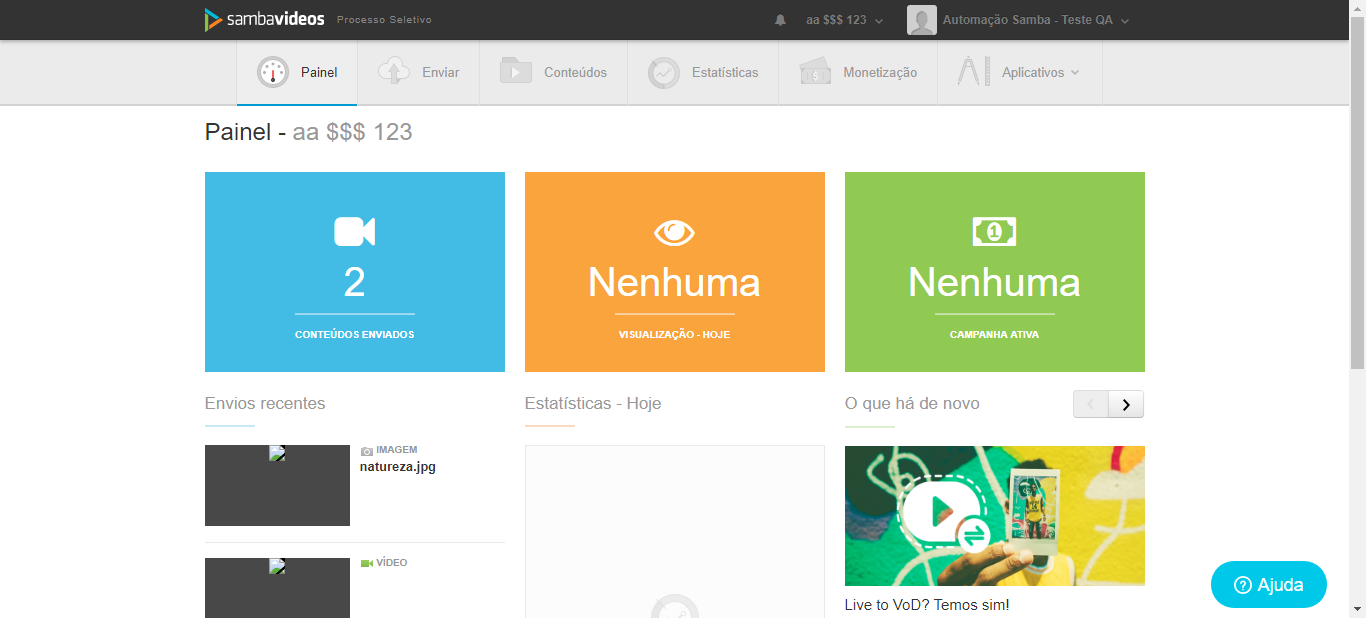 sambavideos Processo Seletivo
aa $$$ 123
Automação Samba - Teste QA
Painel
Enviar
Conteúdos
Estatísticas
Monetização
Aplicativos
Painel - aa $$$ 123
2
CONTEÚDOS ENVIADOS
Nenhuma
VISUALIZAÇÃO - HOJE
1
Nenhuma
CAMPANHA ATIVA
Envios recentes
IMAGEM
natureza.jpg
VÍDEO
Estatísticas - Hoje
O que há de novo
Live to VoD? Temos sim!
Ajuda